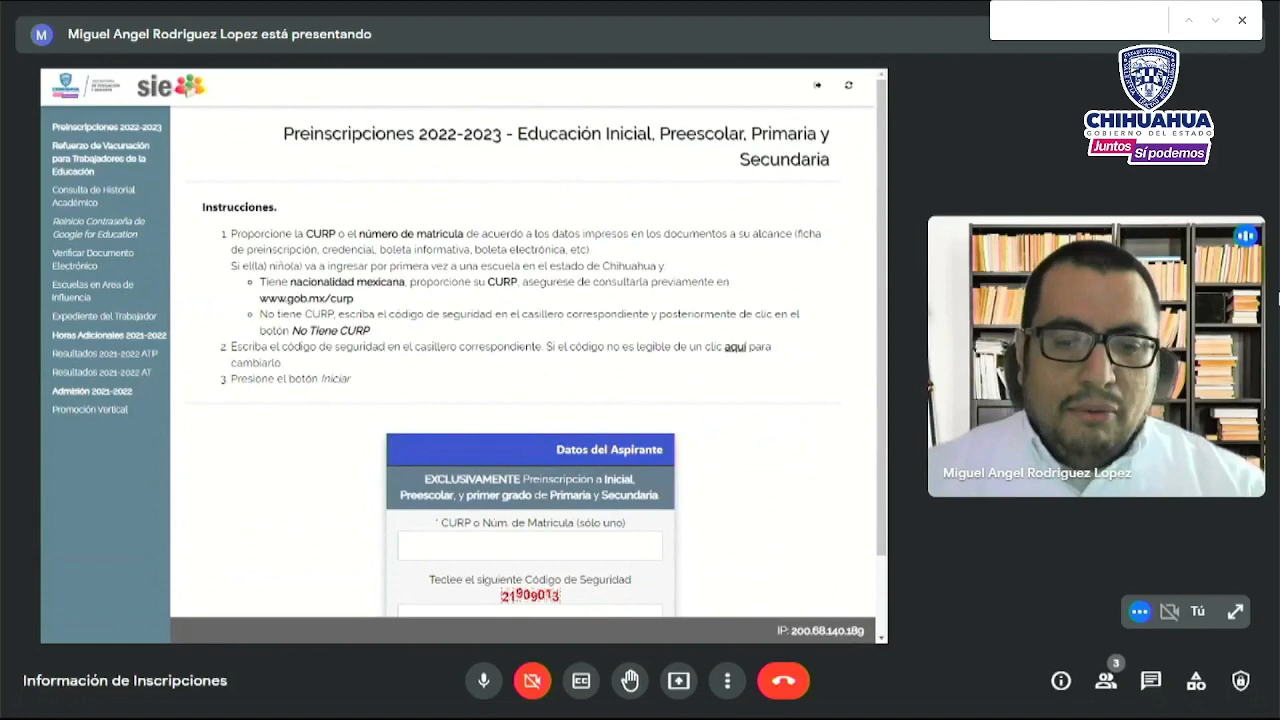 M
Miguel Angel Rodriguez Lopez está presentando
CHIHUAHUA
GOBIERNO DEL ESTADO
Juntos
Sí podemos
CHIHUAHUA
sie
Preinscripciones 2022-2023
Refuerzo de Vacunación
para Trabajadores de la
Educación
Consulta de Historial
Académico
Reinicio Contraseña de
Google for Education
Verificar Documento
Electrónico
Escuelas en Area de
Influencia
Expediente del Trabajador
Horas Adicionales 2021-2022
Resultados 2021-2022 ATP
Resultados 2021-2022 AT
Admisión 2021-2022
Promoción Vertical
Preinscripciones 2022-2023 - Educación Inicial, Preescolar, Primaria y
Secundaria
Instrucciones.
1. Proporcione la CURP o el número de matricula de acuerdo a los datos impresos en los documentos a su alcance (ficha
de preinscripción, credencial, boleta informativa, boleta electrónica, etc).
Si el(la) niño(a) va a ingresar por primera vez a una escuela en el estado de Chihuahua y:
Tiene nacionalidad mexicana, proporcione su CURP, asegurese de consultarla previamente en
www.gob.mx/curp
No tiene CURP, escriba el código de seguridad en el casillero correspondiente y posteriormente de clic en el
botón No Tiene CURP
2. Escriba el código de seguridad en el casillero correspondiente. Si el código no es legible de un clic aquí para
cambiarlo
3. Presione el botón Iniciar
Datos del Aspirante
EXCLUSIVAMENTE Preinscripción a Inicial,
Preescolar, y primer grado de Primaria y Secundaria
* CURP o Núm. de Matricula (sólo uno)
Teclee el siguiente Código de Seguridad
21909013
IP: 200.68.140.189
Miguel Angel Rodriguez Lopez
Tú
Información de Inscripciones
CC
3